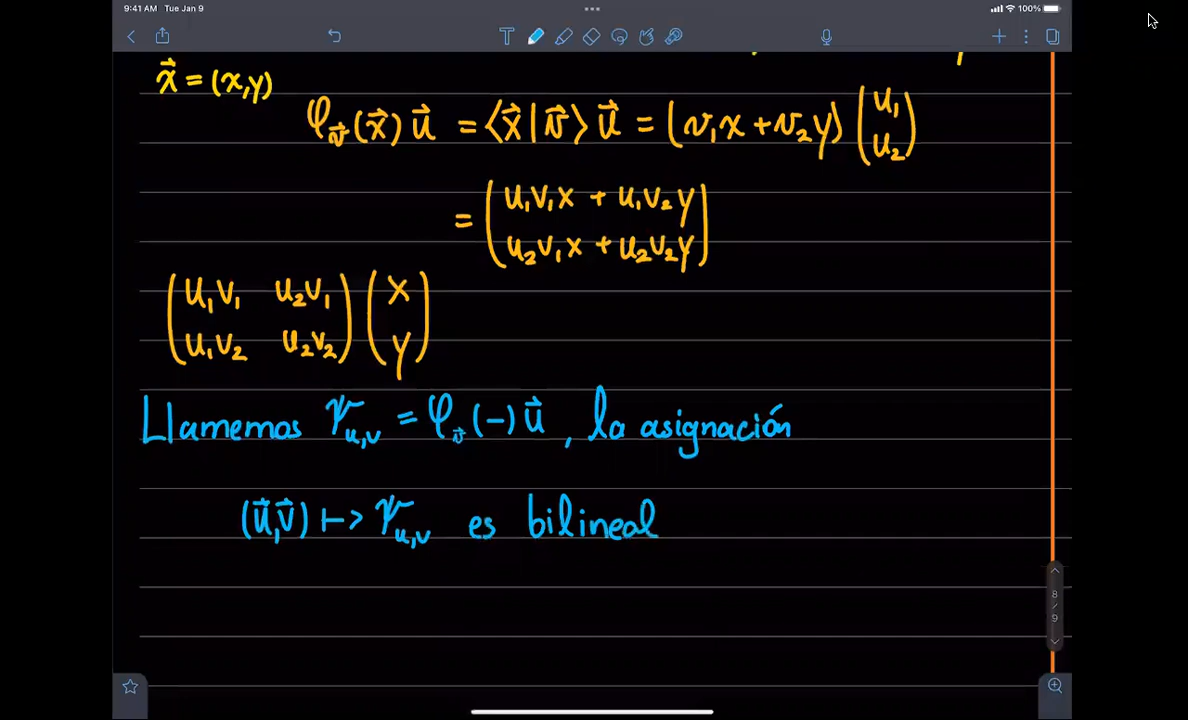 9:41 AM Tue Jan 9
100%
x⃗ = (x,y)
φ_v⃗(x⃗) u⃗ = ⟨x⃗ | v⃗⟩ u⃗ = (v₁x + v₂y) (u₁ u₂)
= (u₁v₁x + u₁v₂y
u₂v₁x + u₂v₂y)
(u₁v₁ u₂v₁) (x
u₁v₂ u₂v₂) y)
Llamemos Ψ_u,v = φ_v⃗(-) u⃗, la asignación
(u⃗,v⃗) ↦ Ψ_u,v es bilineal
8
/
9